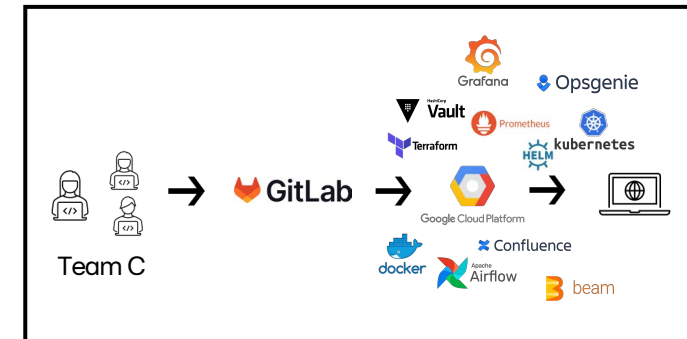 Grafana
Opsgenie
HashiCorp
Vault
Prometheus
Terraform
HELM
kubernetes
</>
</>
</>
GitLab
Google Cloud Platform
Team C
docker
Confluence
Apache
Airflow
beam